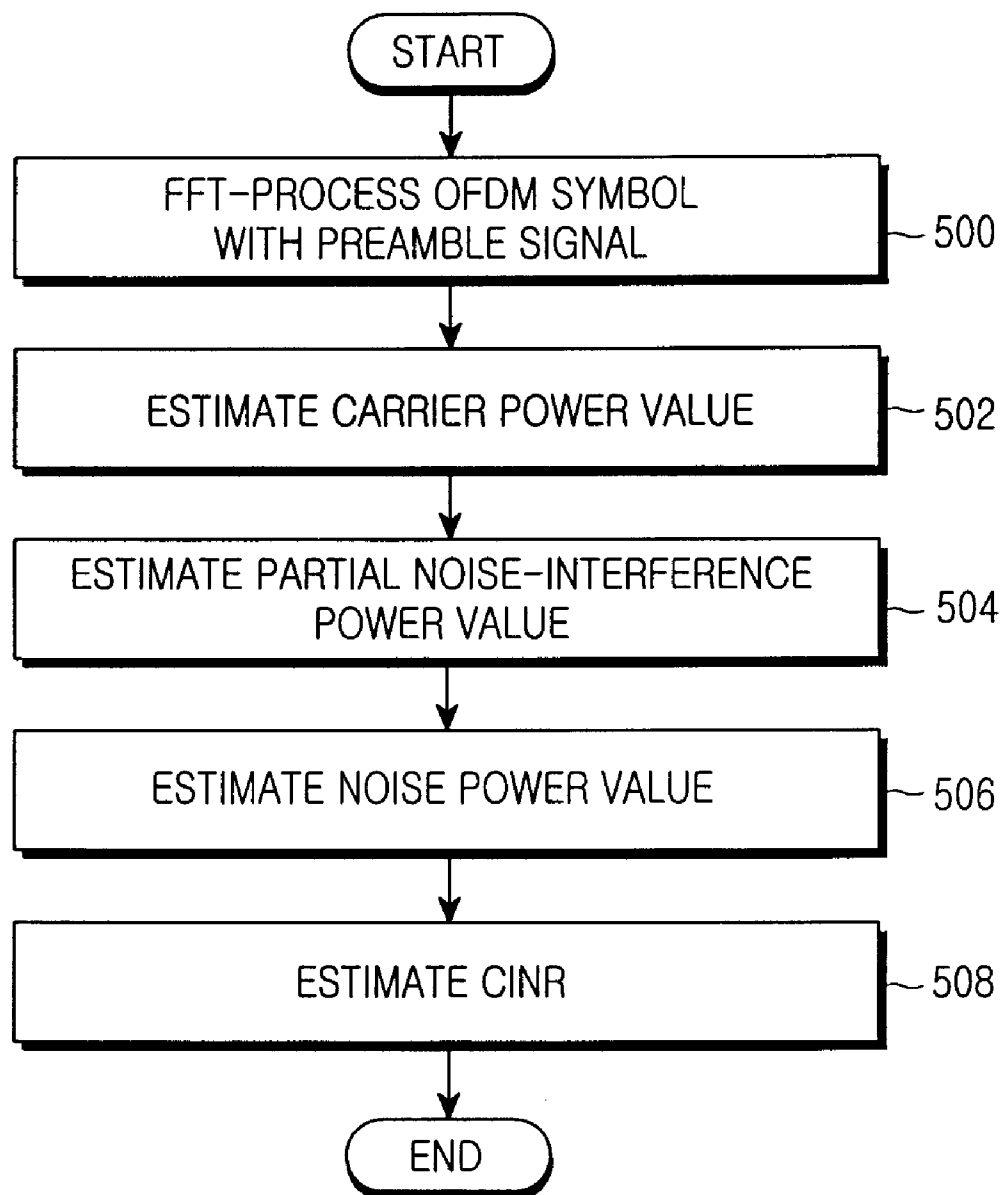 START
FFT-PROCESS OFDM SYMBOL
WITH PREAMBLE SIGNAL
500
ESTIMATE CARRIER POWER VALUE
502
ESTIMATE PARTIAL NOISE-INTERFERENCE
POWER VALUE
504
ESTIMATE NOISE POWER VALUE
506
ESTIMATE CINR
508
END